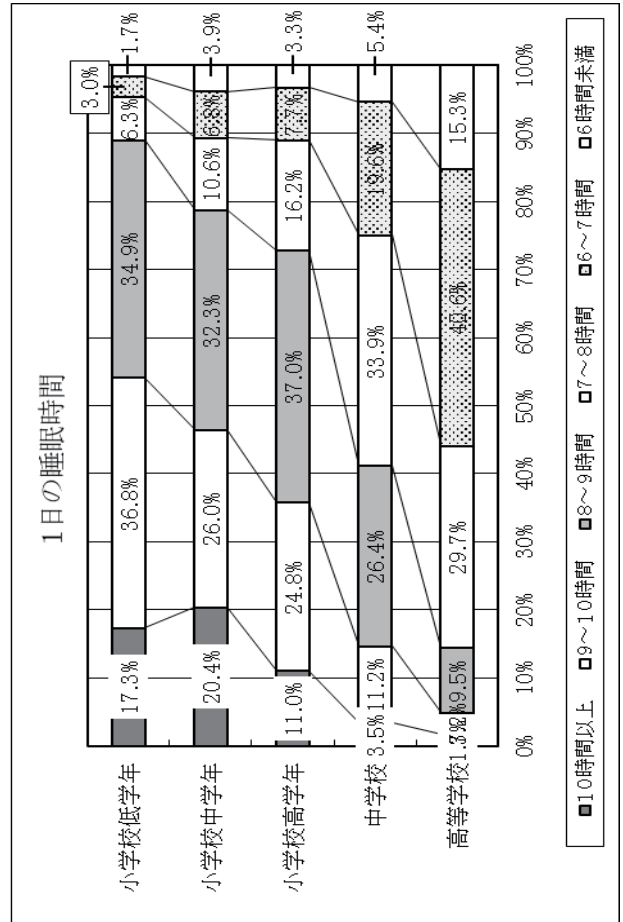 1日の睡眠時間
小学校低学年 17.3% 36.8% 34.9% 6.3% 3.0% 1.7%
小学校中学年 20.4% 26.0% 32.3% 10.6% 6.8% 3.9%
小学校高学年 11.0% 24.8% 37.0% 16.2% 7.7% 3.3%
中学校 3.5% 11.2% 26.4% 33.9% 19.6% 5.4%
高等学校 9.5% 29.7% 15.3%
0% 10% 20% 30% 40% 50% 60% 70% 80% 90% 100%
10時間以上 9～10時間 8～9時間 7～8時間 6～7時間 6時間未満